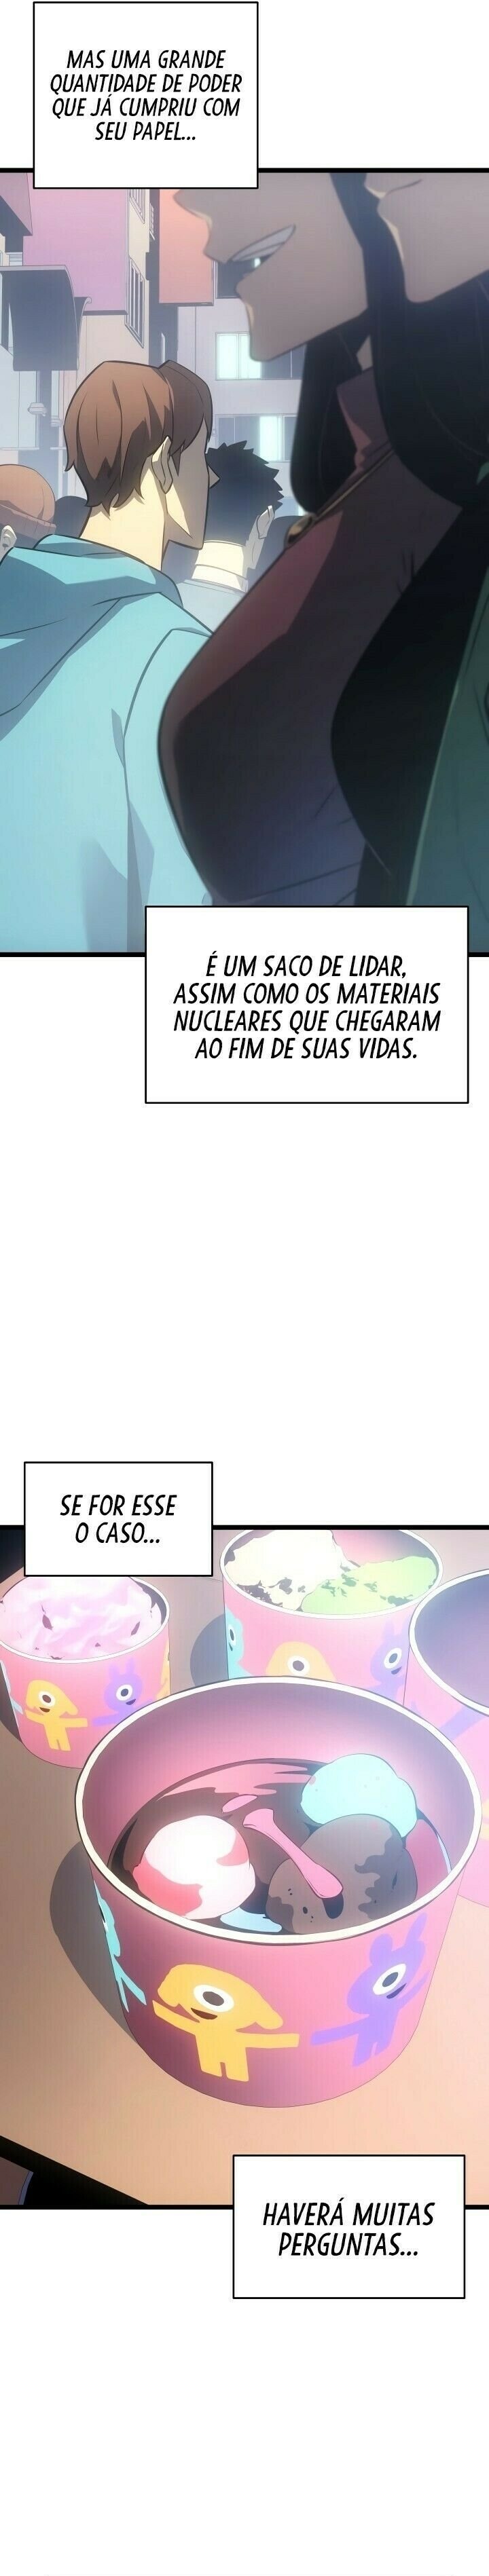 MAS UMA GRANDE
QUANTIDADE DE PODER
QUE JÁ CUMPRIU COM
SEU PAPEL...
É UM SACO DE LIDAR,
ASSIM COMO OS MATERIAIS
NUCLEARES QUE CHEGARAM
AO FIM DE SUAS VIDAS.
SE FOR ESSE
O CASO...
HAVERÁ MUITAS
PERGUNTAS...